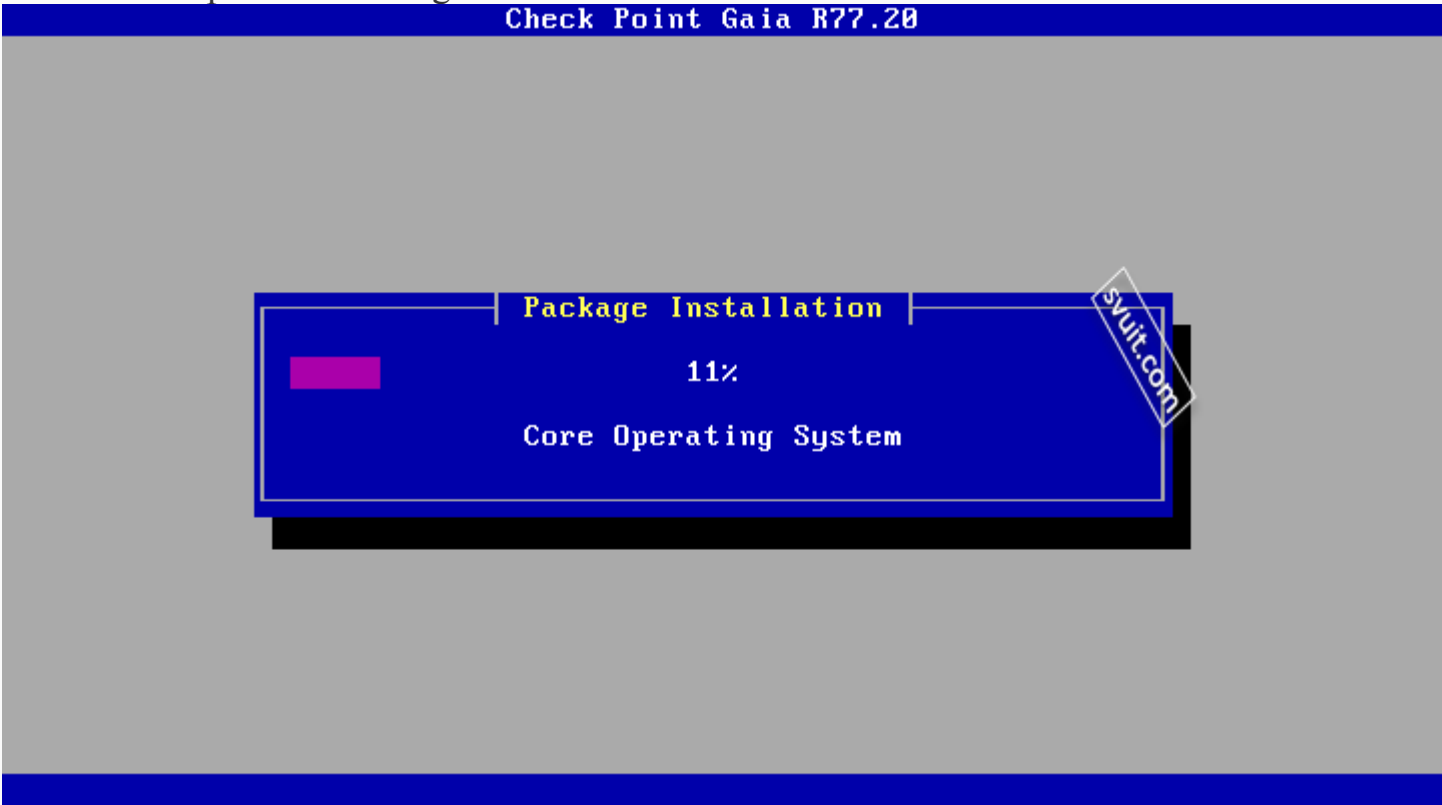 Check Point Gaia R77.20
Package Installation
11%
Core Operating System
svuit.com